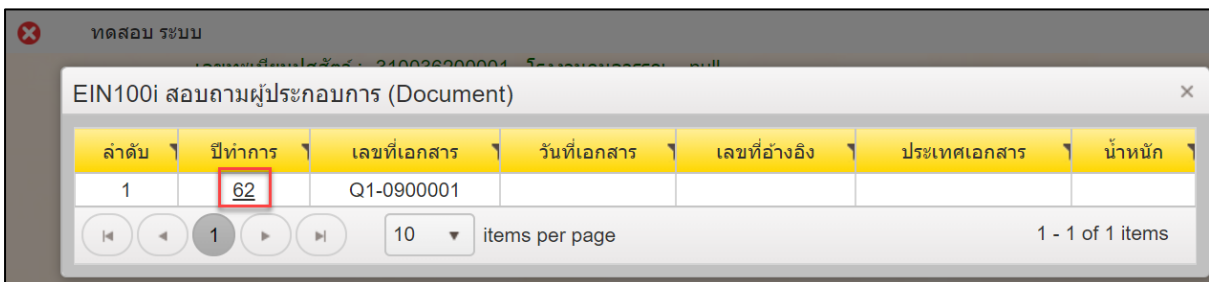 ทดสอบ ระบบ
EIN100i สอบถามผู้ประกอบการ (Document)
ลำดับ ปีทำการ เลขที่เอกสาร วันที่เอกสาร เลขที่อ้างอิง ประเภทเอกสาร น้ำหนัก
1 62 Q1-0900001
1 10 items per page 1 - 1 of 1 items